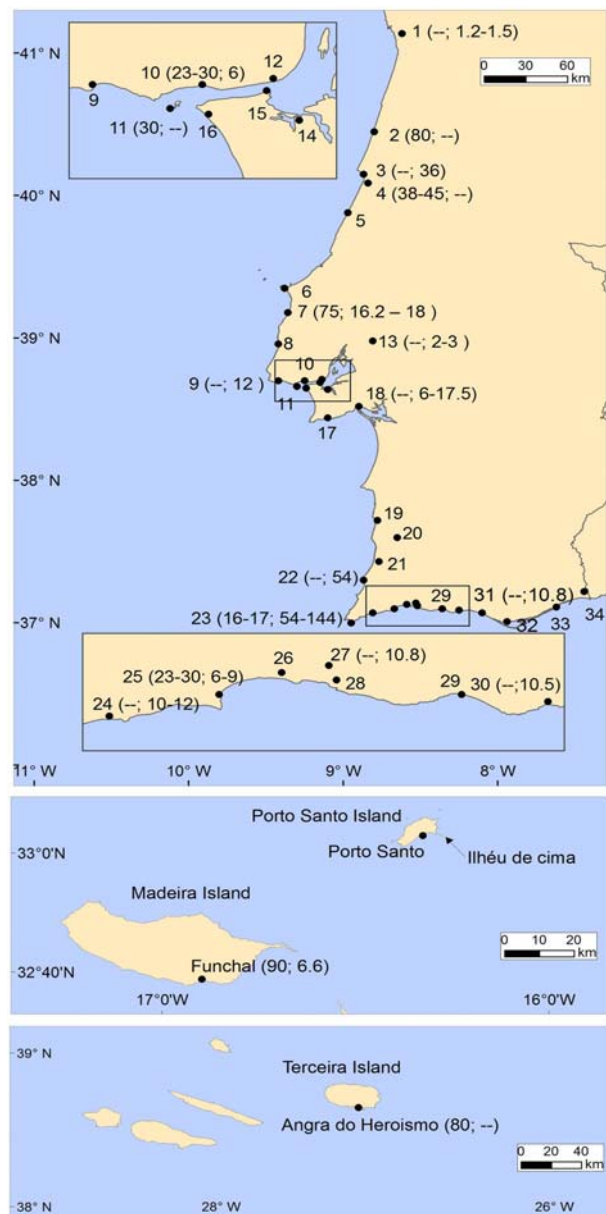 41° N
1 (--; 1.2-1.5)
0 30 60
km
12
10 (23-30; 6)
9
11 (30; --)
16
15
14
2 (80; --)
3 (--; 36)
4 (38-45; --)
40° N
5
6
7 (75; 16.2 – 18 )
39° N
8
13 (--; 2-3 )
10
9 (--; 12 )
11
18 (--; 6-17.5)
17
38° N
19
20
21
22 (--; 54)
29
31 (--;10.8)
34
37° N
23 (16-17; 54-144)
32
33
26
27 (--; 10.8)
25 (23-30; 6-9)
28
29
30 (--;10.5)
24 (--; 10-12)
11° W
10° W
9° W
8° W
Porto Santo Island
33°0'N
Porto Santo
Ilhéu de cima
Madeira Island
Funchal (90; 6.6)
0 10 20
km
32°40'N
17°0'W
16°0'W
39° N
Terceira Island
Angra do Heroismo (80; --)
0 20 40
km
38° N
28° W
26° W